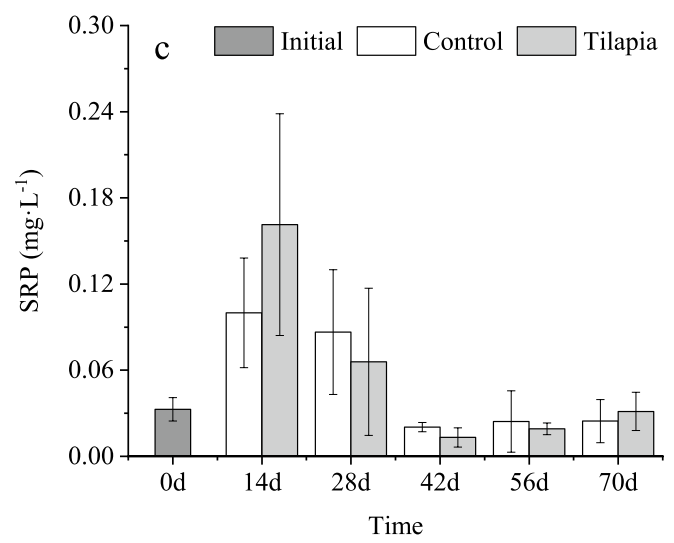 c
Initial
Control
Tilapia
0.30
0.24
0.18
0.12
0.06
0.00
SRP (mg·L⁻¹)
0d
14d
28d
42d
56d
70d
Time